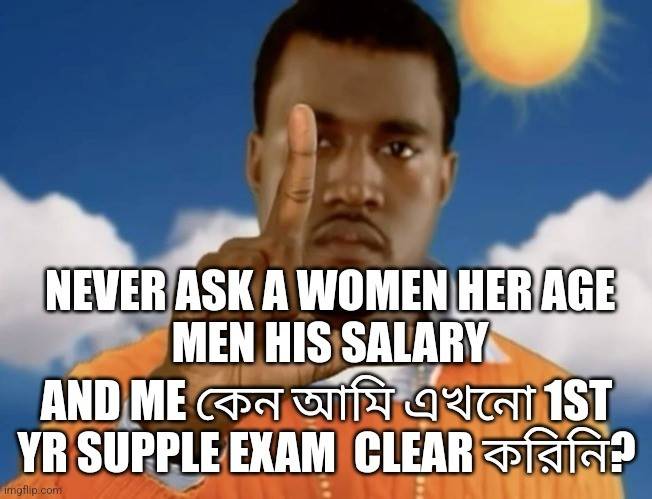 NEVER ASK A WOMEN HER AGE
MEN HIS SALARY
AND ME কেন আমি এখনো 1ST
YR SUPPLE EXAM CLEAR করিনি?
imgflip.com